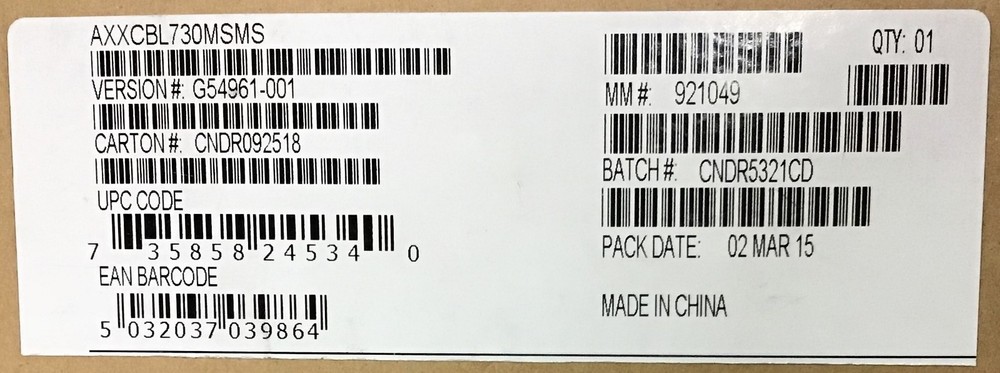 AXXCBL730MSMS
VERSION #: G54961-001
CARTON #: CNDR092518
UPC CODE
7 35858 24534 0
EAN BARCODE
5 032037 039864
QTY: 01
MM #: 921049
BATCH #: CNDR5321CD
PACK DATE: 02 MAR 15
MADE IN CHINA